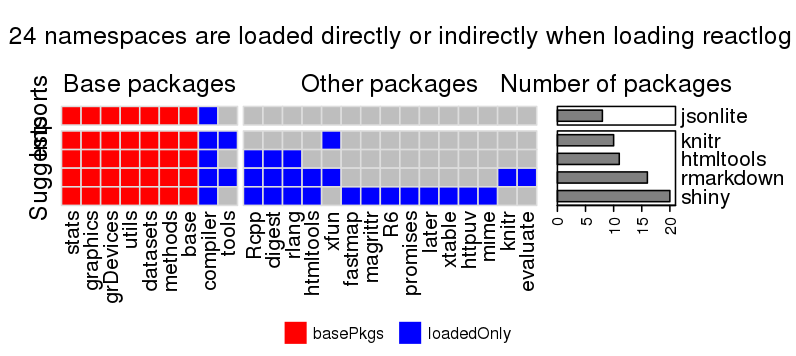 24 namespaces are loaded directly or indirectly when loading reactlog
Base packages
Other packages
Number of packages
Imports
Suggests
jsonlite
knitr
htmltools
rmarkdown
shiny
stats
graphics
grDevices
utils
datasets
methods
base
compiler
tools
Rcpp
digest
rlang
htmltools
xfun
fastmap
magrittr
R6
promises
later
xtable
httpuv
mime
knitr
evaluate
0
5
10
15
20
basePkgs
loadedOnly